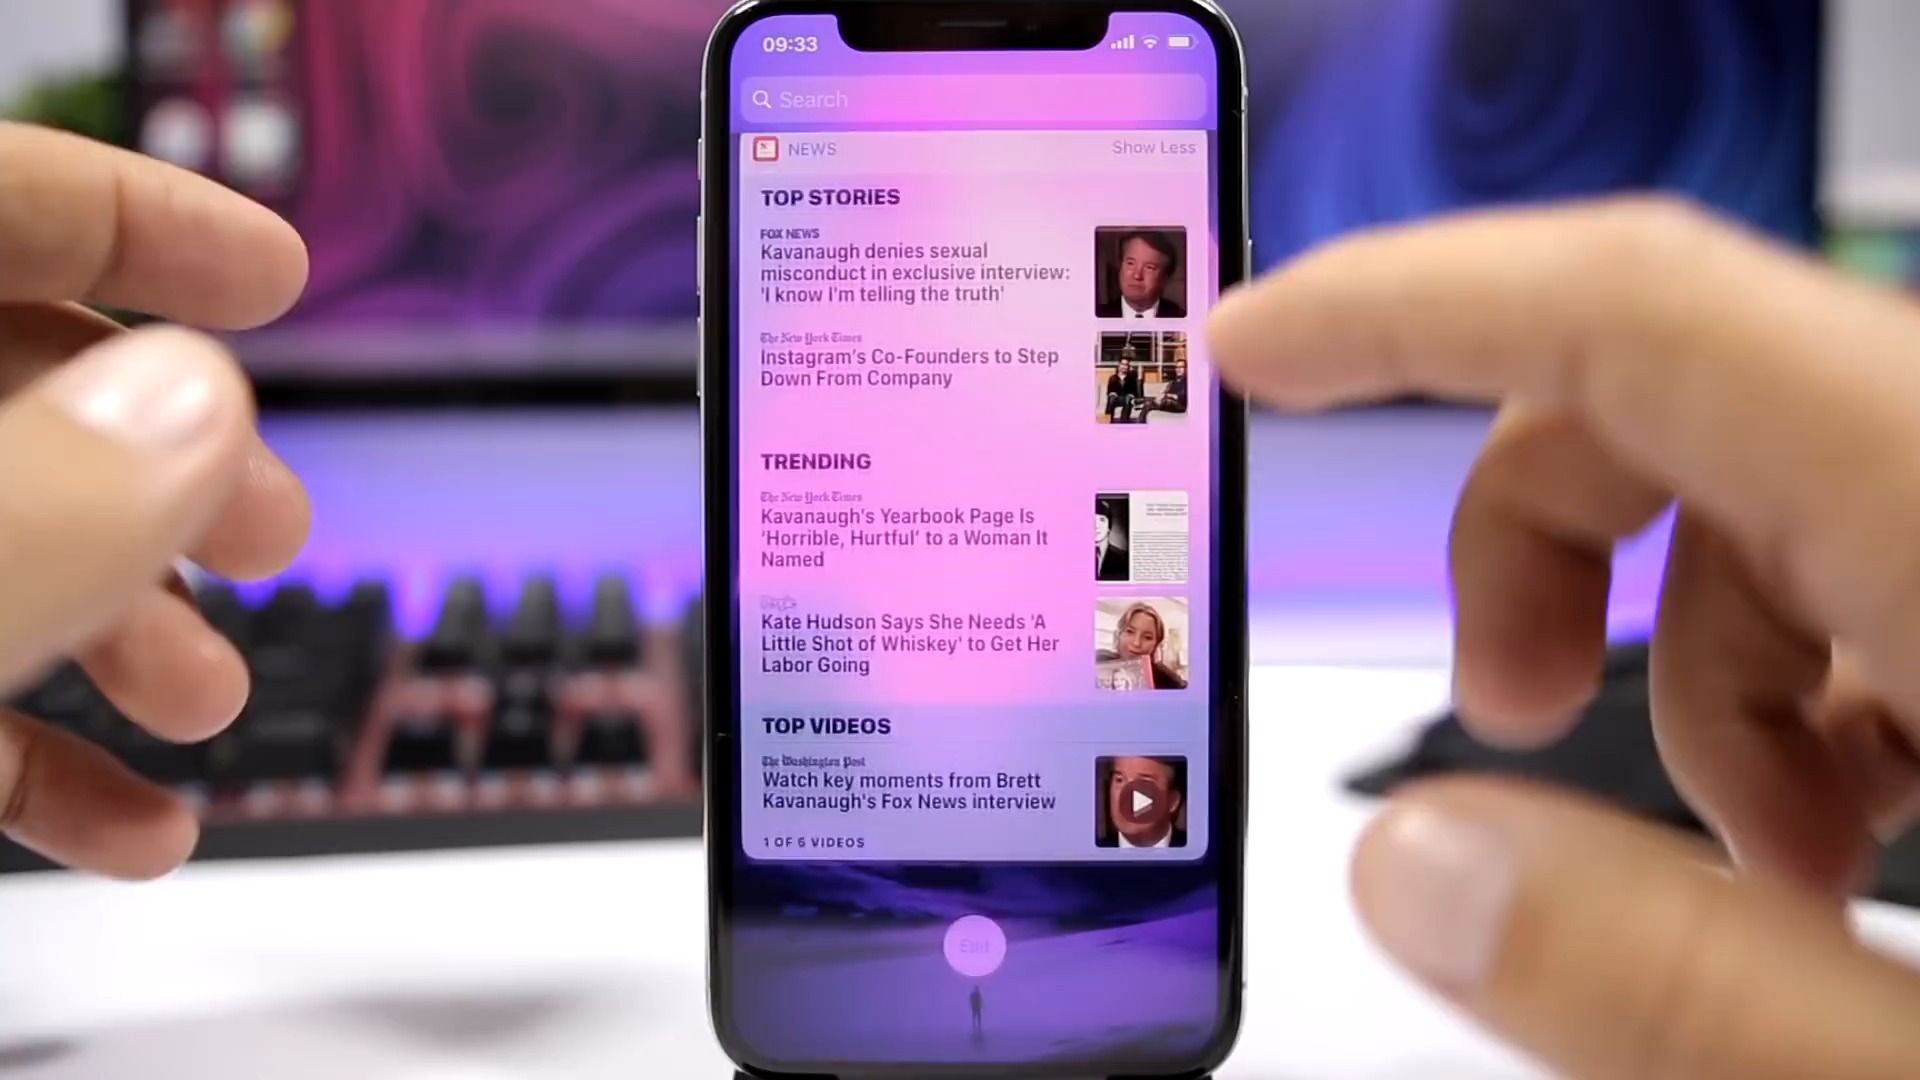 09:33
Search
NEWS
Show Less
TOP STORIES
FOX NEWS
Kavanaugh denies sexual
misconduct in exclusive interview:
'I know I'm telling the truth'
The New York Times
Instagram's Co-Founders to Step
Down From Company
TRENDING
The New York Times
Kavanaugh's Yearbook Page Is
‘Horrible, Hurtful’ to a Woman It
Named
People
Kate Hudson Says She Needs 'A
Little Shot of Whiskey' to Get Her
Labor Going
TOP VIDEOS
The Washington Post
Watch key moments from Brett
Kavanaugh's Fox News interview
1 OF 5 VIDEOS
Edit